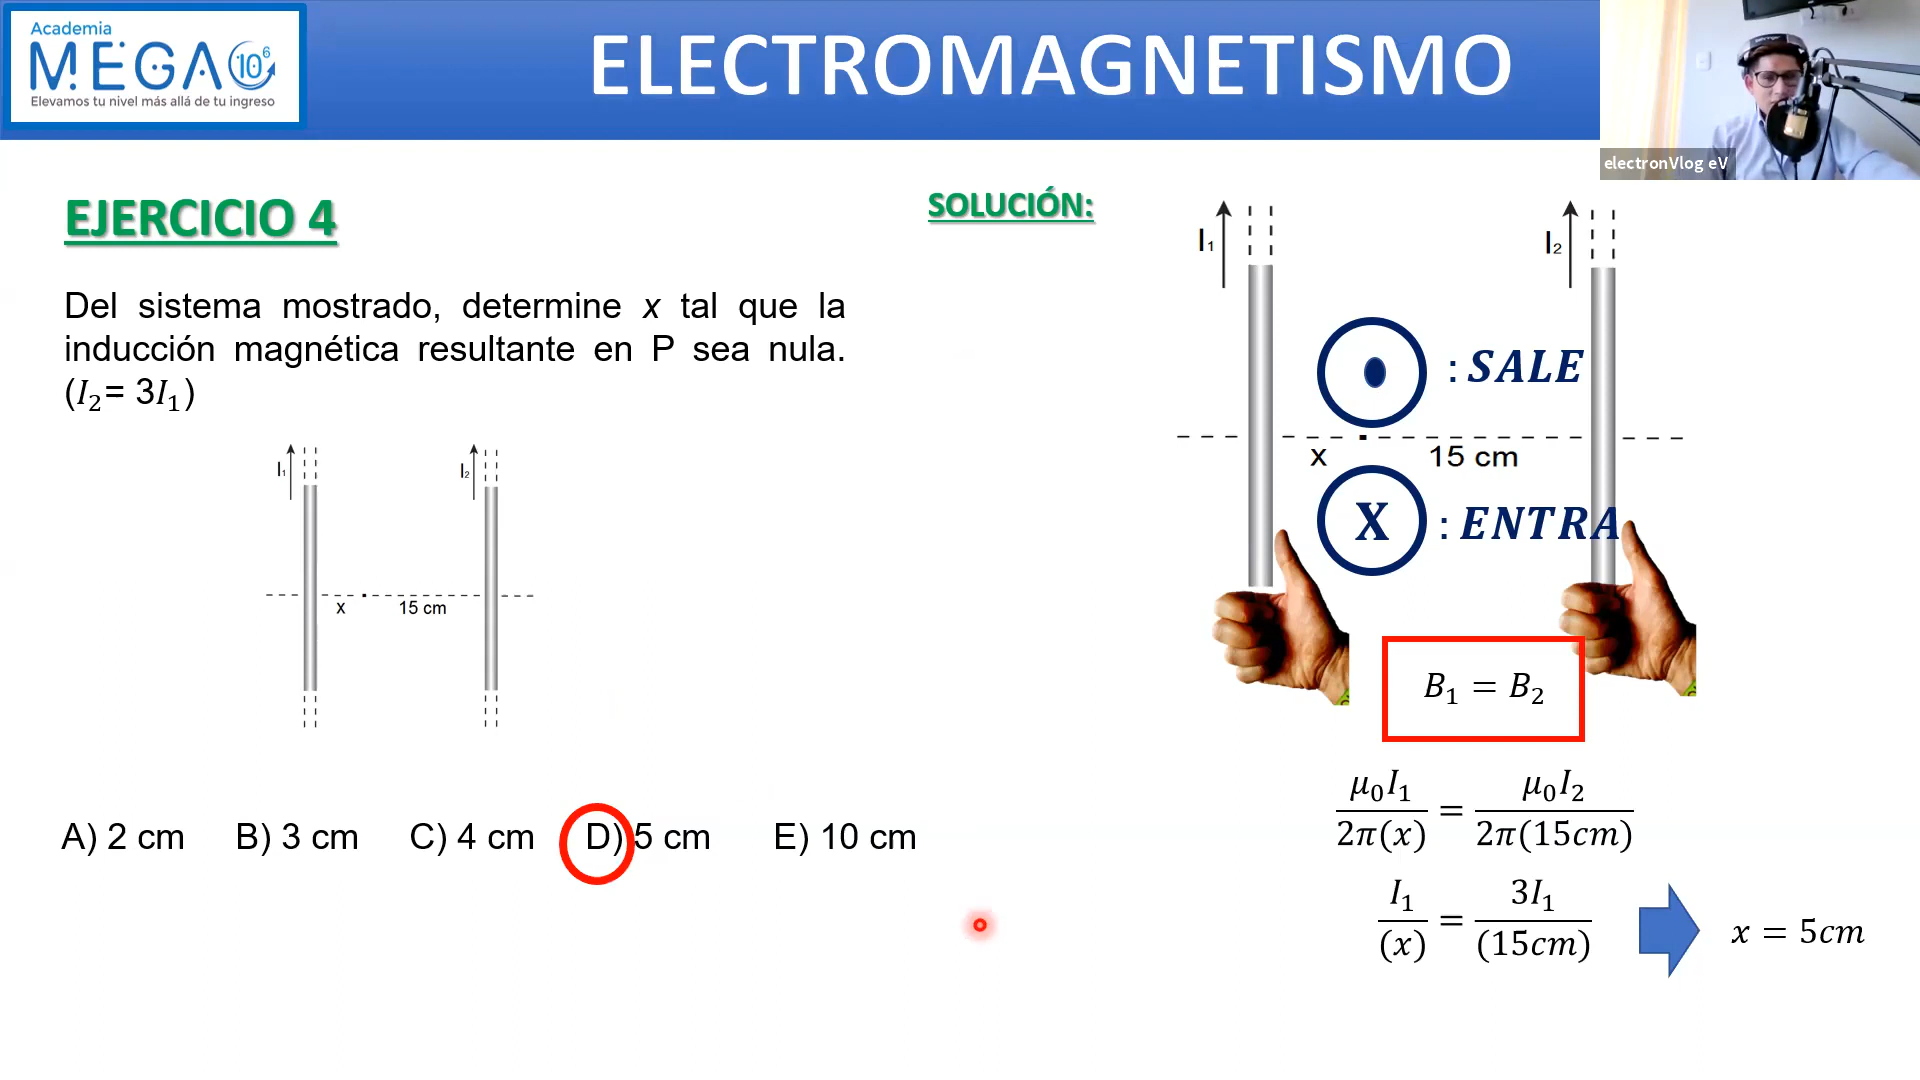 Academia
MEGA 10⁶
Elevamos tu nivel más allá de tu ingreso
ELECTROMAGNETISMO
electronVlog eV
EJERCICIO 4
Del sistema mostrado, determine x tal que la
inducción magnética resultante en P sea nula.
(I₂= 3I₁)
I₁
I₂
x
15 cm
A) 2 cm B) 3 cm C) 4 cm D) 5 cm E) 10 cm
SOLUCIÓN:
I₁
I₂
: SALE
x
15 cm
X : ENTRA
B₁ = B₂
μ₀I₁/2π(x) = μ₀I₂/2π(15cm)
I₁/(x) = 3I₁/(15cm)
x = 5cm